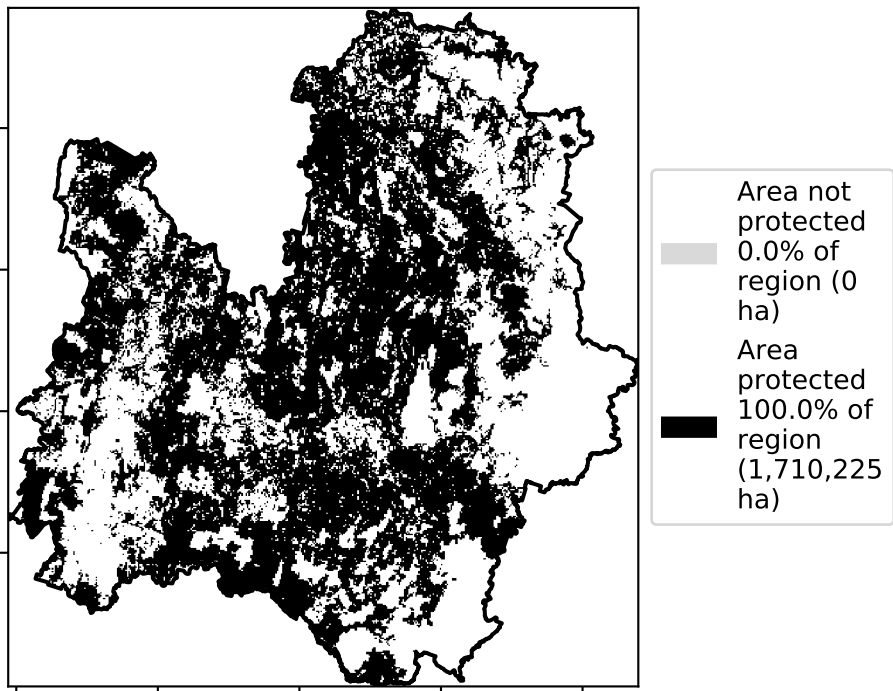 Area not
protected
0.0% of
region (0
ha)
Area
protected
100.0% of
region
(1,710,225
ha)